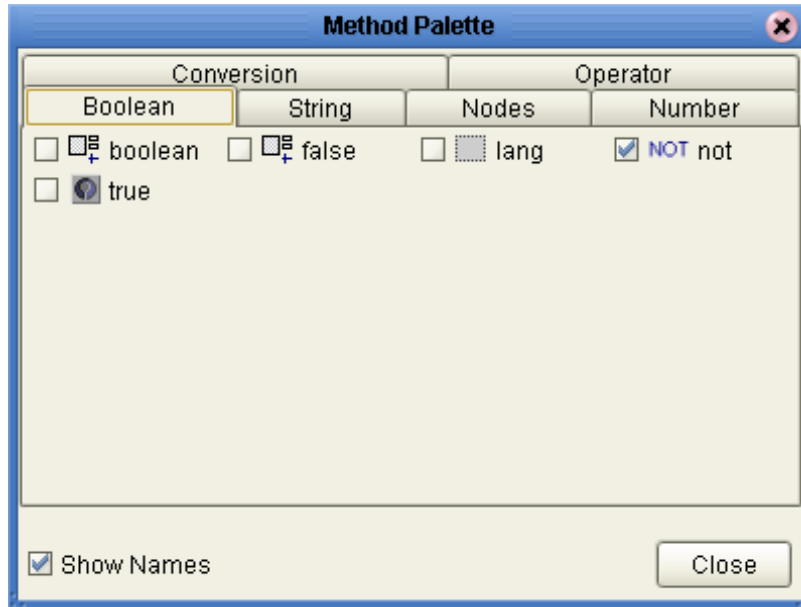 Method Palette
Conversion Operator
Boolean String Nodes Number
boolean false lang NOT not
true
Show Names Close